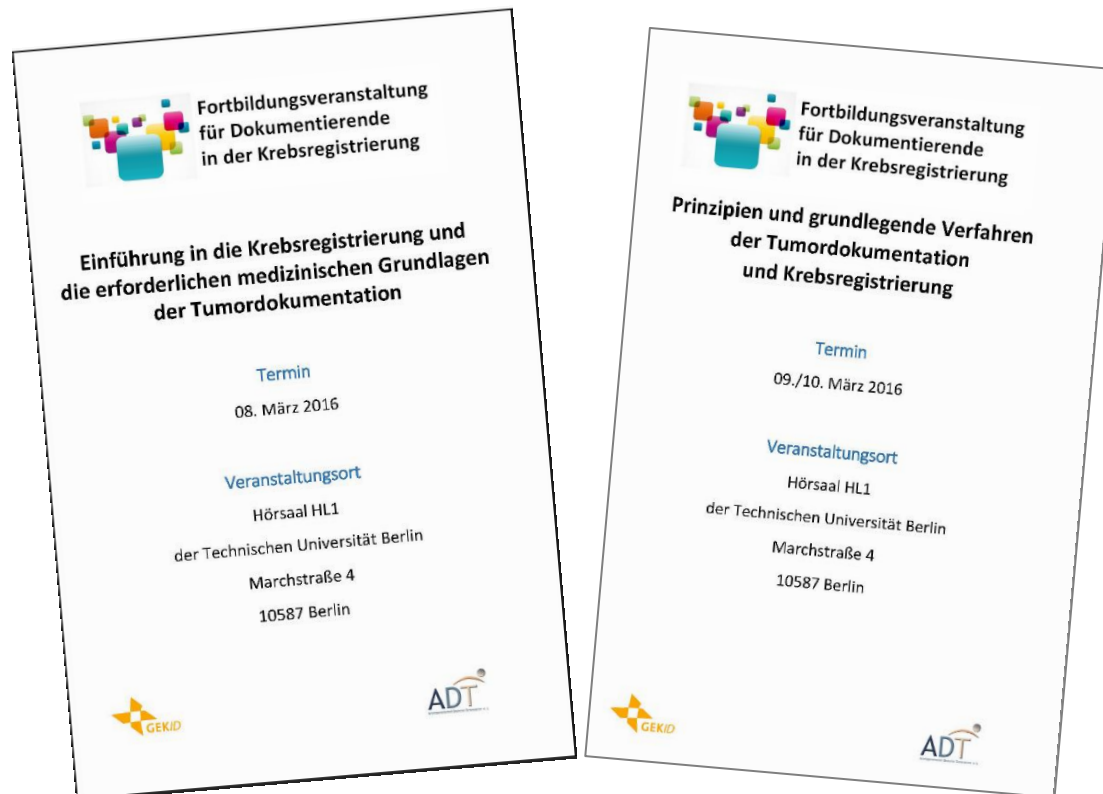 Fortbildungsveranstaltung
für Dokumentierende
in der Krebsregistrierung
Einführung in die Krebsregistrierung und
die erforderlichen medizinischen Grundlagen
der Tumordokumentation
Termin
08. März 2016
Veranstaltungsort
Hörsaal HL1
der Technischen Universität Berlin
Marchstraße 4
10587 Berlin
GEKID
ADT
Fortbildungsveranstaltung
für Dokumentierende
in der Krebsregistrierung
Prinzipien und grundlegende Verfahren
der Tumordokumentation
und Krebsregistrierung
Termin
09./10. März 2016
Veranstaltungsort
Hörsaal HL1
der Technischen Universität Berlin
Marchstraße 4
10587 Berlin
GEKID
ADT